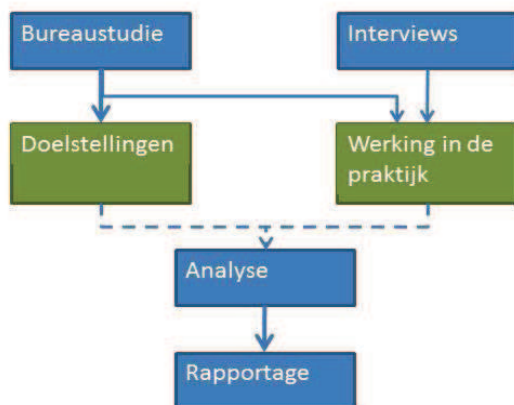 Bureaustudie
Interviews
Doelstellingen
Werking in de
praktijk
Analyse
Rapportage